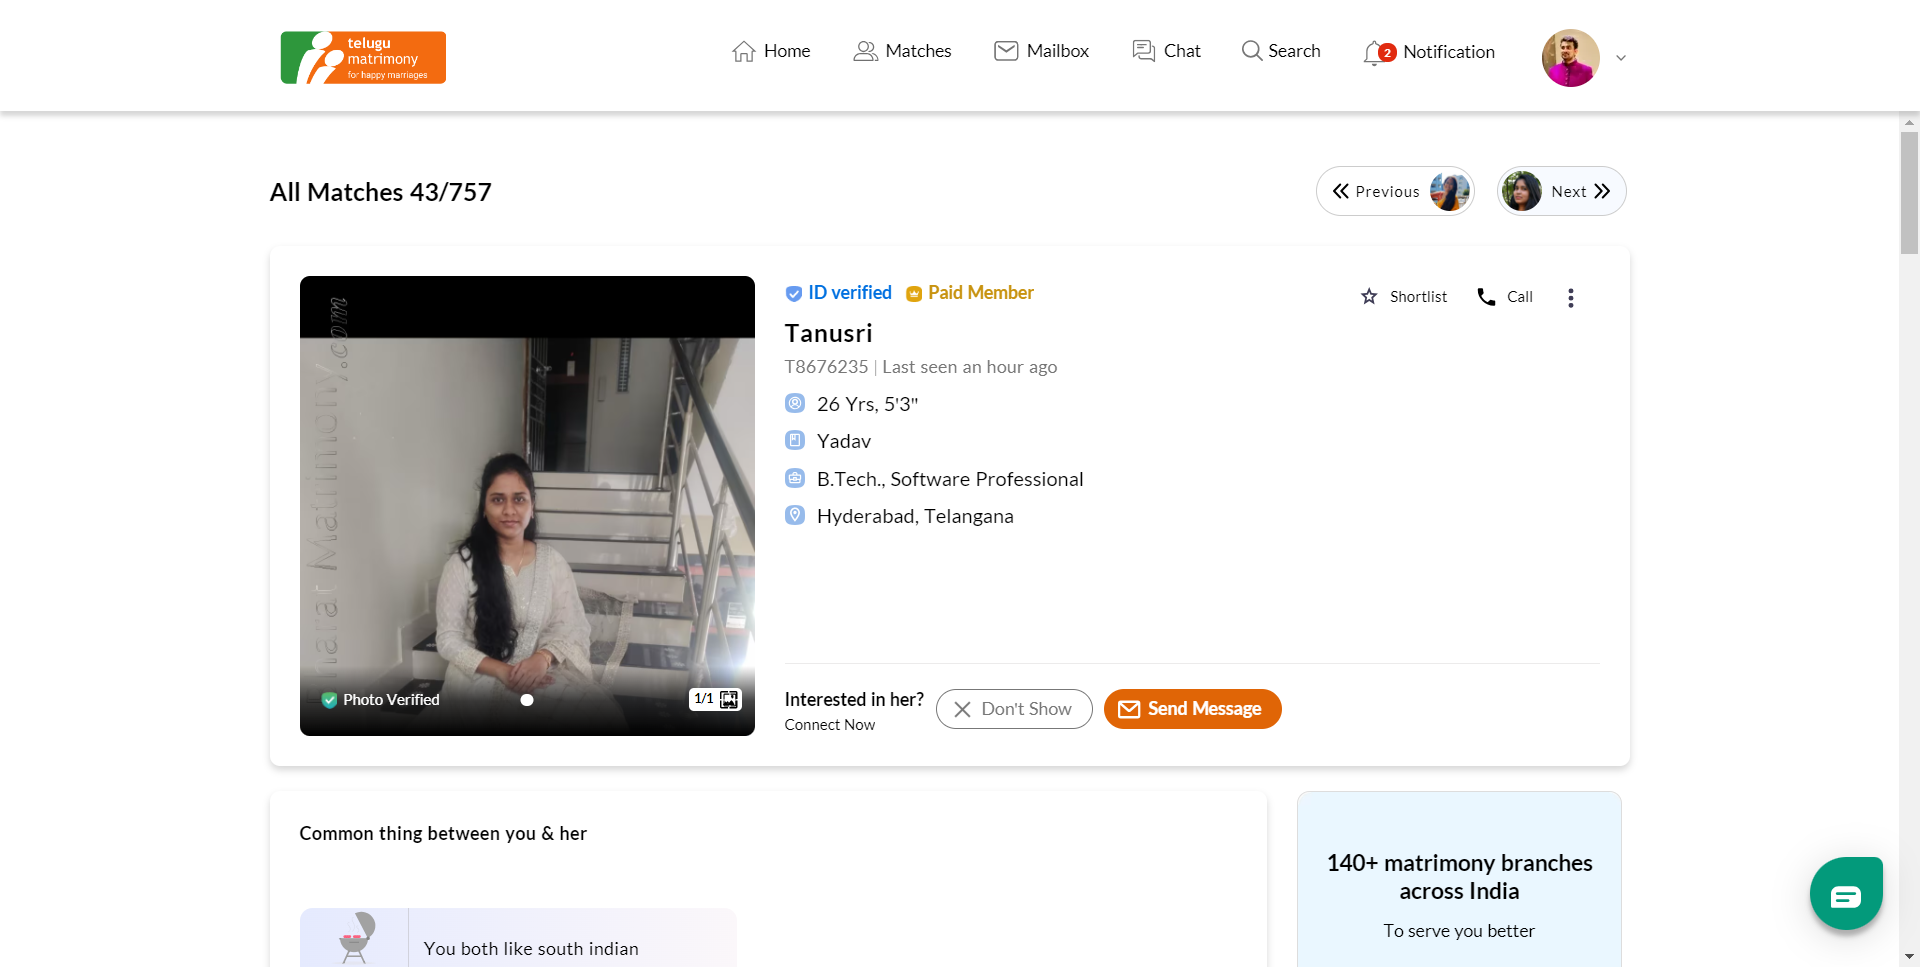 telugu
matrimony
for happy marriages
Home
Matches
Mailbox
Chat
Search
2
Notification
All Matches 43/757
Previous
Next
ID verified
Paid Member
Shortlist
Call
Tanusri
T8676235 | Last seen an hour ago
26 Yrs, 5'3"
Yadav
B.Tech., Software Professional
Hyderabad, Telangana
harat Matrimony.com
Photo Verified
1/1
Interested in her?
Connect Now
Don't Show
Send Message
Common thing between you & her
You both like south indian
140+ matrimony branches
across India
To serve you better